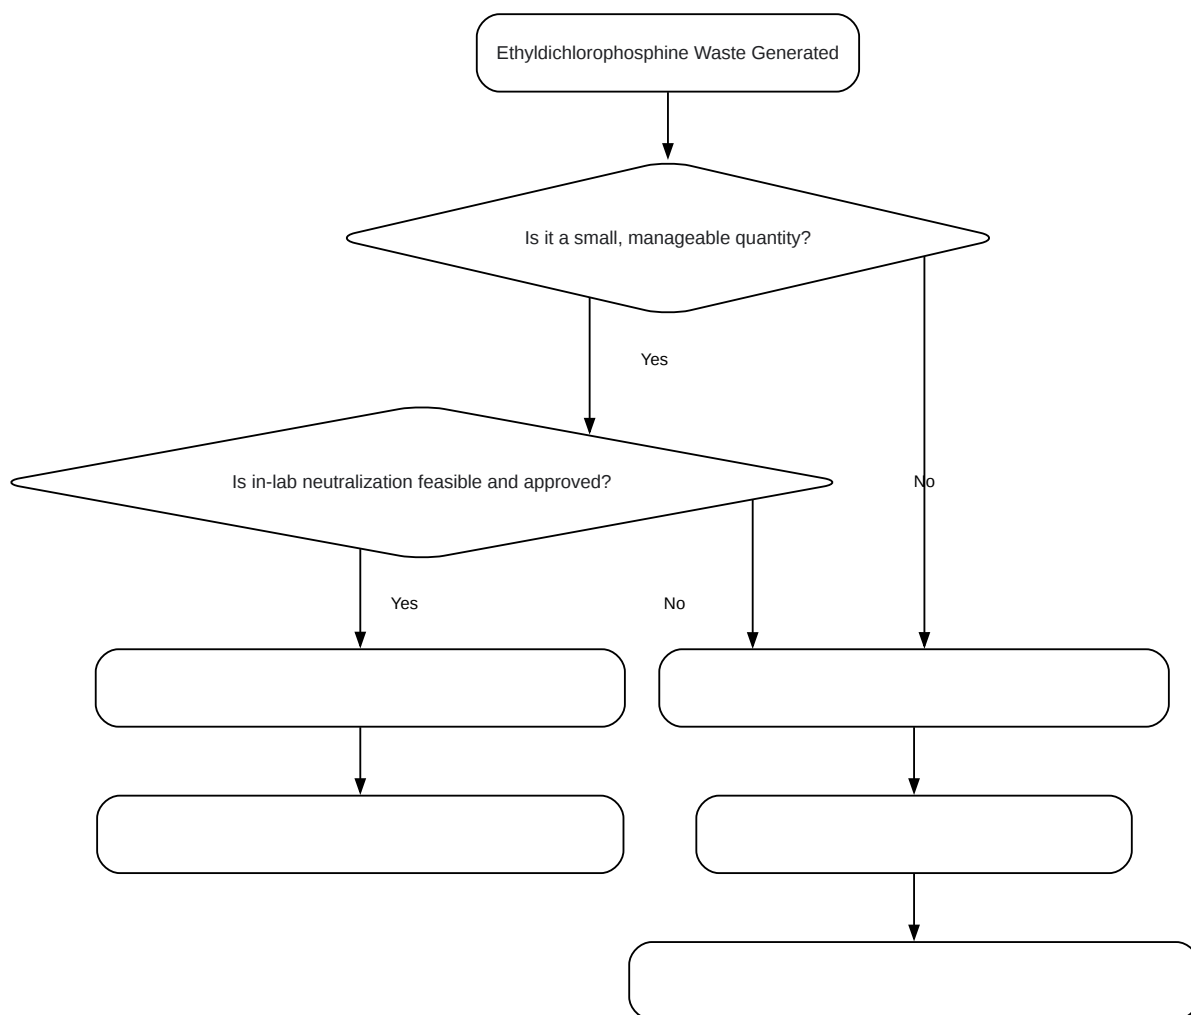 Ethyldichlorophosphine Waste Generated
Is it a small, manageable quantity?
Yes
Is in-lab neutralization feasible and approved?
No
Yes
No